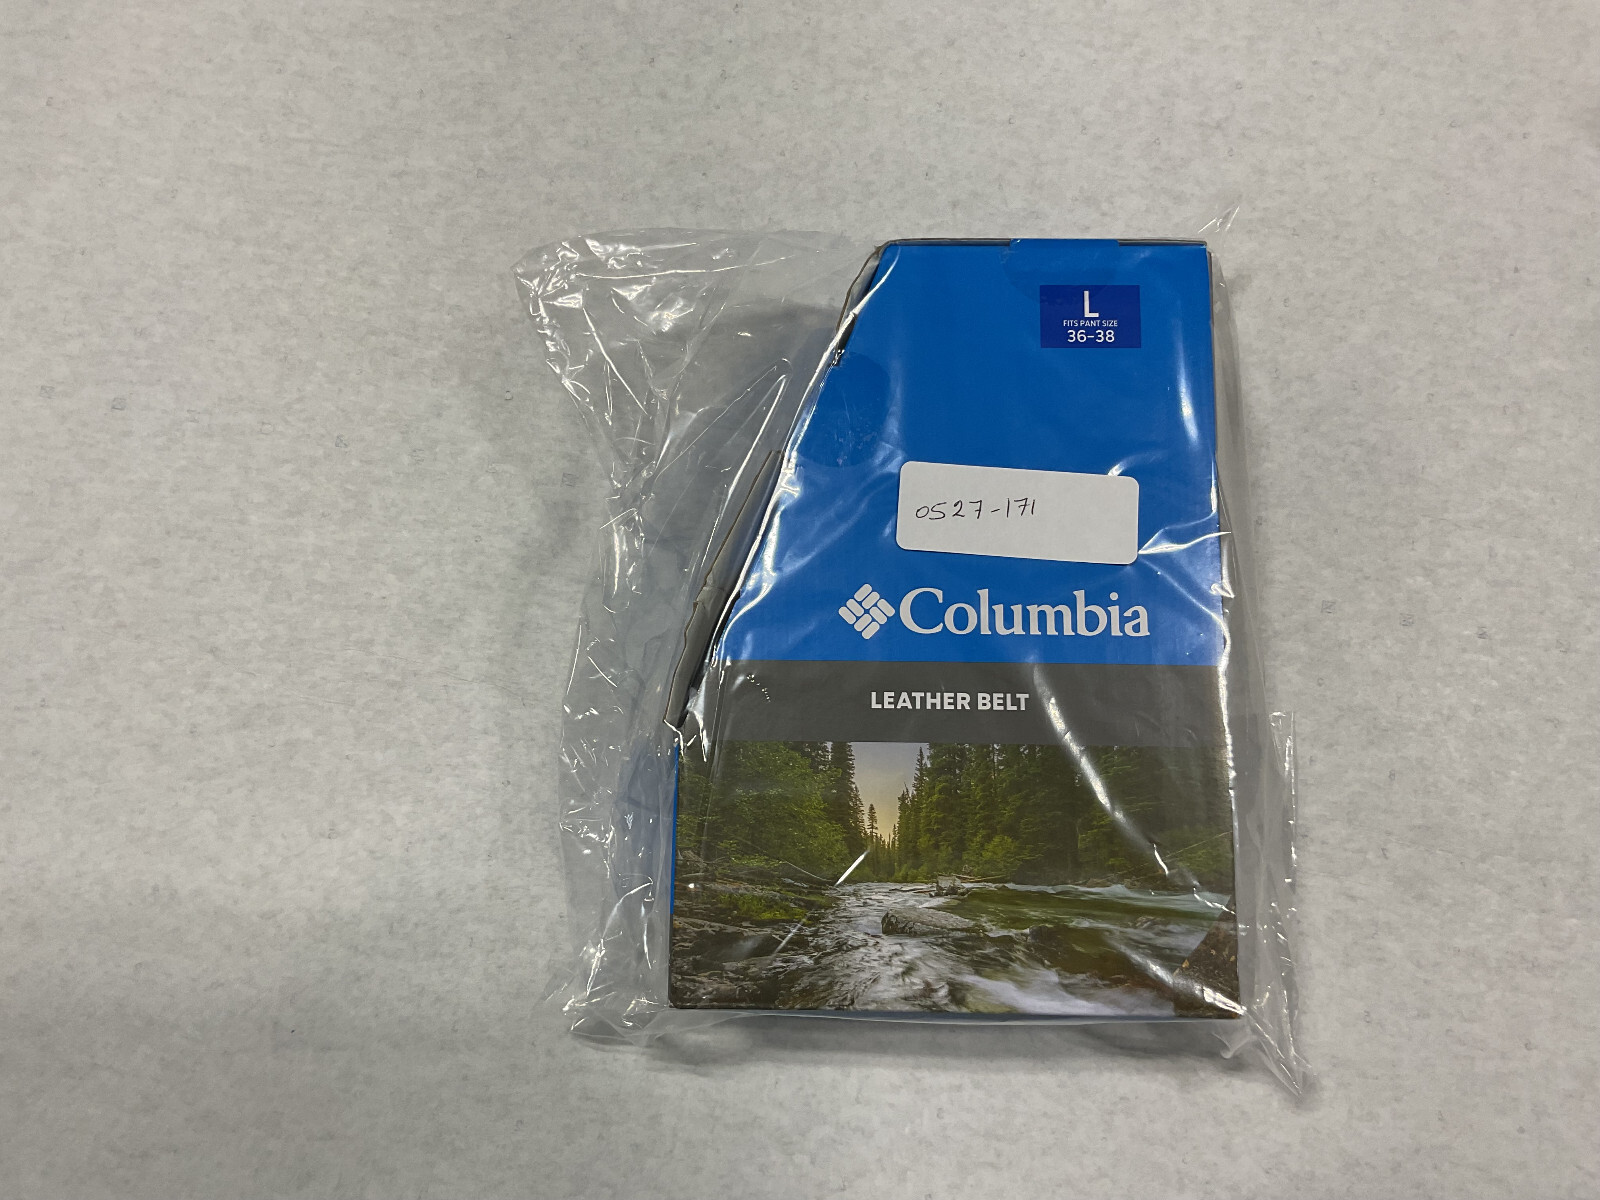 L
FITS PANT SIZE
36-38
0527-171
Columbia
LEATHER BELT